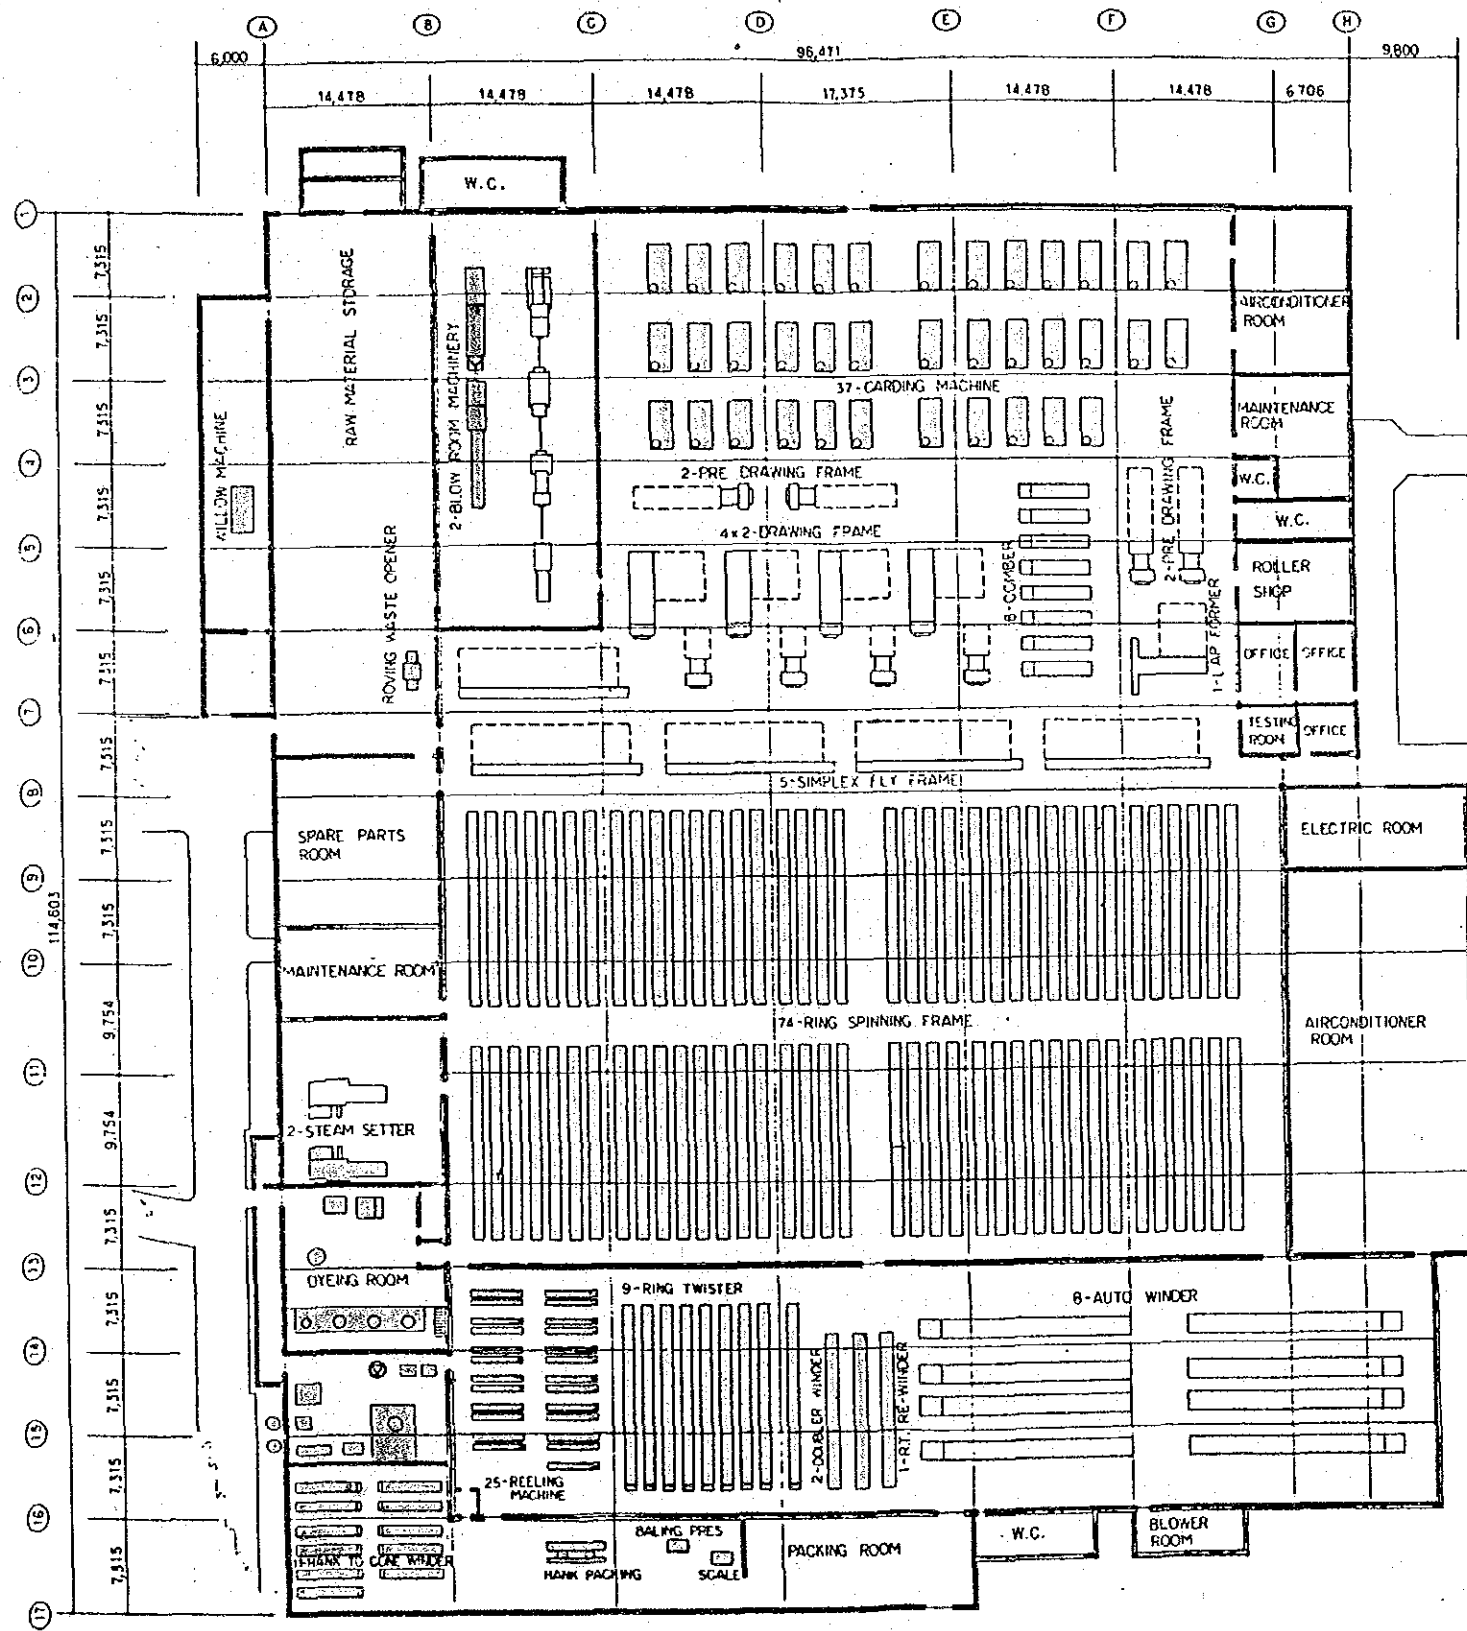 A
B
C
D
E
F
G
H
6,000
96,471
9,800
14,478
14,478
14,478
17,375
14,478
14,478
6 706
W.C.
1
2
3
4
5
6
7
8
9
10
11
12
13
14
15
16
17
7,315
7,315
7,315
7,315
7,315
7,315
7,315
7,315
7,315
9,754
9,754
7,315
7,315
7,315
7,315
7,315
114,603
RAW MATERIAL STORAGE
2-BLOW ROOM MACHINERY
WILLOW MACHINE
ROVING WASTE OPENER
37-CARDING MACHINE
2-PRE DRAWING FRAME
4x2-DRAWING FRAME
8-COMBER
2-PRE DRAWING FRAME
1-LAP FORMER
AIRCONDITIONER
ROOM
MAINTENANCE
ROOM
W.C.
W.C.
ROLLER
SHOP
OFFICE
OFFICE
TESTING
ROOM
OFFICE
5-SIMPLEX FLY FRAME
SPARE PARTS
ROOM
ELECTRIC ROOM
MAINTENANCE ROOM
74-RING SPINNING FRAME
AIRCONDITIONER
ROOM
2-STEAM SETTER
DYEING ROOM
9-RING TWISTER
8-AUTO WINDER
2-DOUBLER WINDER
1-R.T. RE-WINDER
25-REELING
MACHINE
HANK TO CONE WINDER
BALING PRES
HANK PACKING
SCALE
PACKING ROOM
W.C.
BLOWER
ROOM